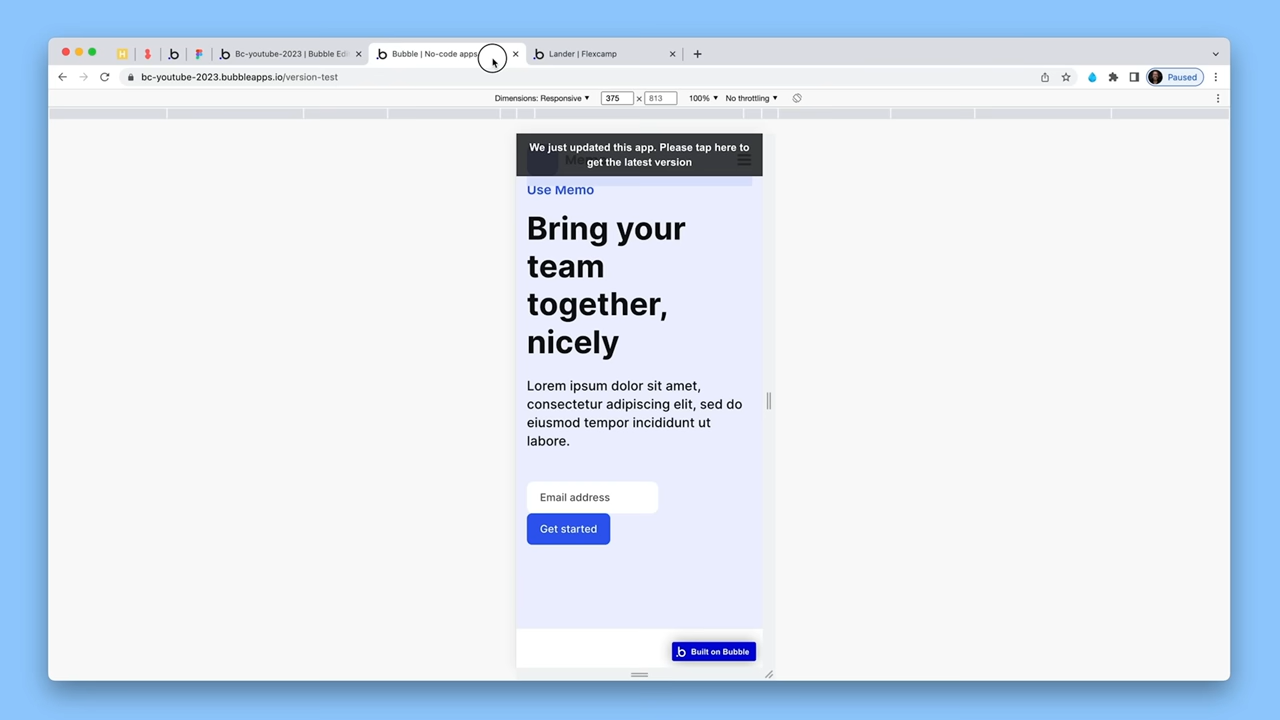 Bc-youtube-2023 | Bubble Edi
Bubble | No-code apps
Lander | Flexcamp
bc-youtube-2023.bubbleapps.io/version-test
Paused
Dimensions: Responsive
375
×
813
100%
No throttling
We just updated this app. Please tap here to
get the latest version
Use Memo
Bring your
team
together,
nicely
Lorem ipsum dolor sit amet,
consectetur adipiscing elit, sed do
eiusmod tempor incididunt ut
labore.
Email address
Get started
Built on Bubble